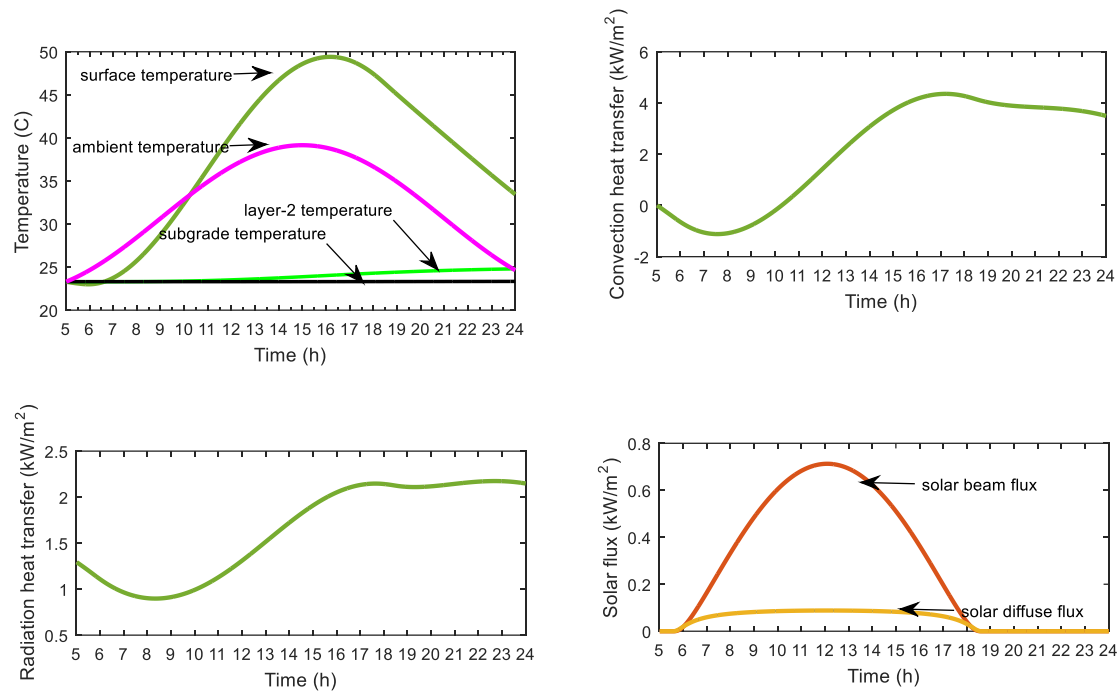 50
45
40
35
30
25
20
Temperature (C)
surface temperature
ambient temperature
layer-2 temperature
subgrade temperature
5 6 7 8 9 10 11 12 13 14 15 16 17 18 19 20 21 22 23 24
Time (h)
6
4
2
0
-2
Convection heat transfer (kW/m²)
5 6 7 8 9 10 11 12 13 14 15 16 17 18 19 20 21 22 23 24
Time (h)
2.5
2
1.5
1
0.5
Radiation heat transfer (kW/m²)
5 6 7 8 9 10 11 12 13 14 15 16 17 18 19 20 21 22 23 24
Time (h)
0.8
0.6
0.4
0.2
0
Solar flux (kW/m²)
solar beam flux
solar diffuse flux
5 6 7 8 9 10 11 12 13 14 15 16 17 18 19 20 21 22 23 24
Time (h)